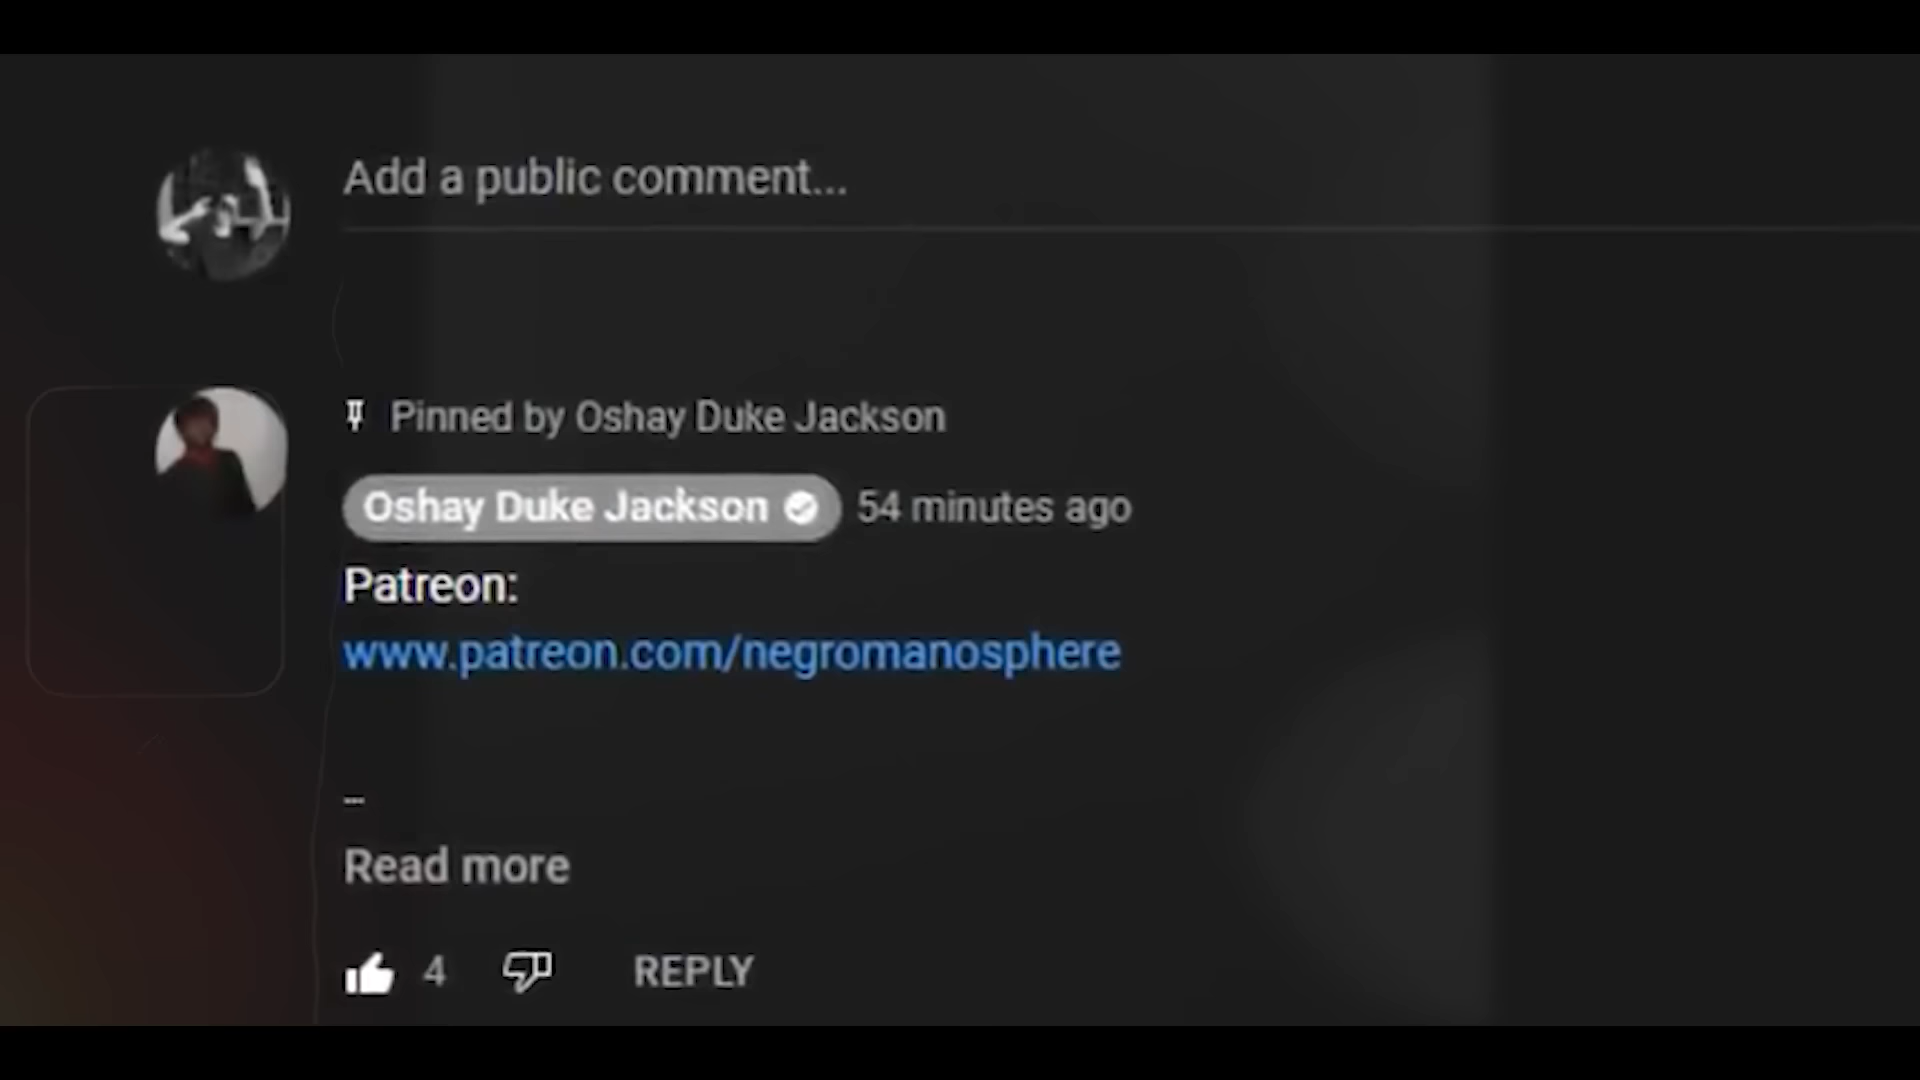 Add a public comment...
Pinned by Oshay Duke Jackson
Oshay Duke Jackson 54 minutes ago
Patreon:
www.patreon.com/negromanosphere
--
Read more
4 REPLY